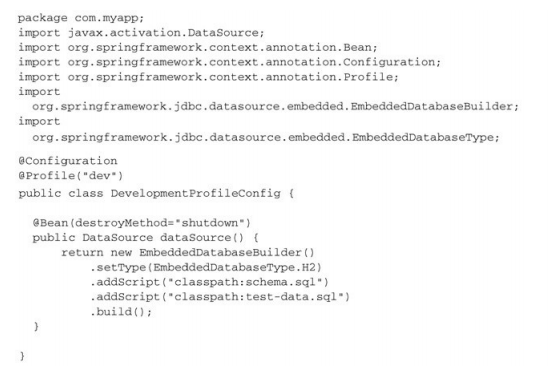 package com.myapp;
import javax.activation.DataSource;
import org.springframework.context.annotation.Bean;
import org.springframework.context.annotation.Configuration;
import org.springframework.context.annotation.Profile;
import
  org.springframework.jdbc.datasource.embedded.EmbeddedDatabaseBuilder;
import
  org.springframework.jdbc.datasource.embedded.EmbeddedDatabaseType;
@Configuration
@Profile("dev")
public class DevelopmentProfileConfig {
  @Bean(destroyMethod="shutdown")
  public DataSource dataSource() {
      return new EmbeddedDatabaseBuilder()
          .setType(EmbeddedDatabaseType.H2)
          .addScript("classpath:schema.sql")
          .addScript("classpath:test-data.sql")
          .build();
  }
}